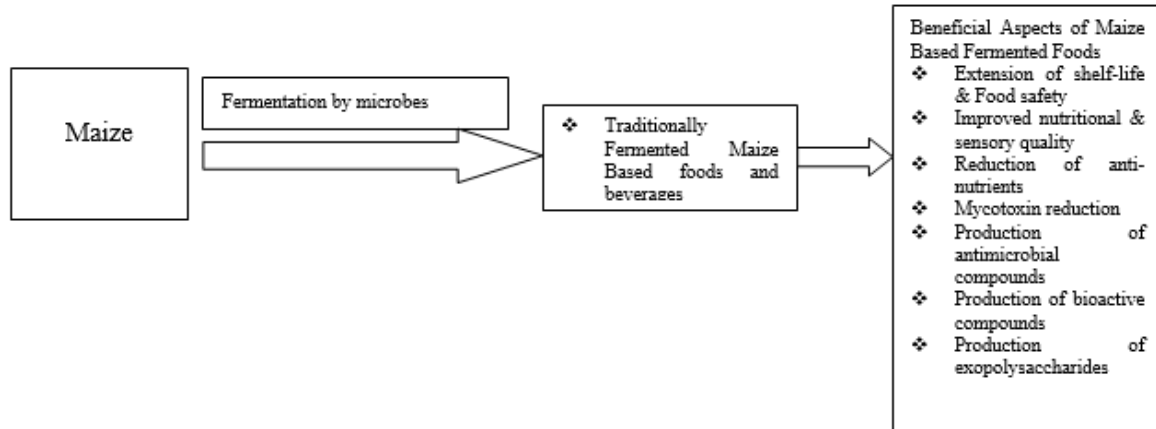 Maize
Fermentation by microbes
❖ Traditionally
Fermented Maize
Based foods and
beverages
Beneficial Aspects of Maize
Based Fermented Foods
❖ Extension of shelf-life
& Food safety
❖ Improved nutritional &
sensory quality
❖ Reduction of anti-
nutrients
❖ Mycotoxin reduction
❖ Production of
antimicrobial
compounds
❖ Production of bioactive
compounds
❖ Production of
exopolysaccharides